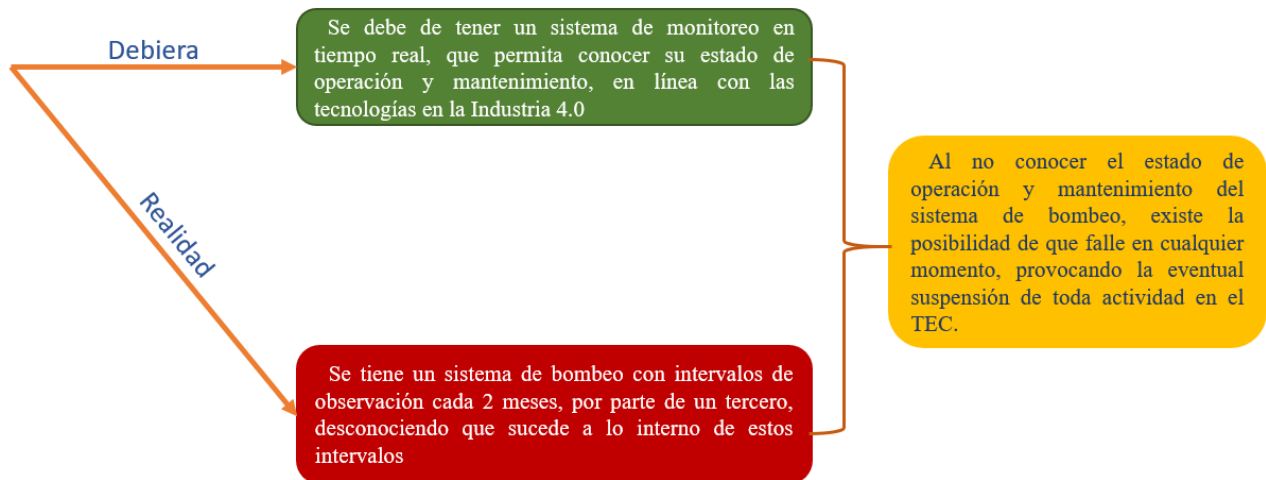 Debiera
Se debe de tener un sistema de monitoreo en
tiempo real, que permita conocer su estado de
operación y mantenimiento, en línea con las
tecnologías en la Industria 4.0
Al no conocer el estado de
operación y mantenimiento del
sistema de bombeo, existe la
posibilidad de que falle en cualquier
momento, provocando la eventual
suspensión de toda actividad en el
TEC.
Realidad
Se tiene un sistema de bombeo con intervalos de
observación cada 2 meses, por parte de un tercero,
desconociendo que sucede a lo interno de estos
intervalos